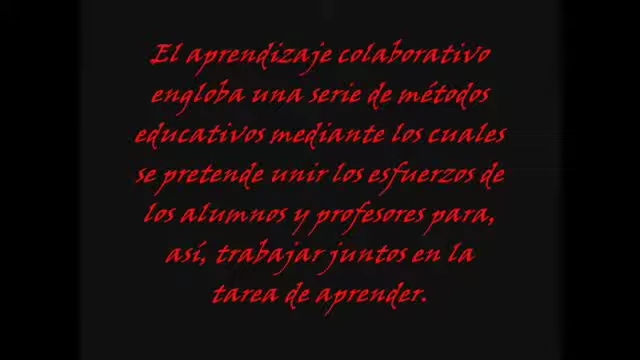 El aprendizaje colaborativo
engloba una serie de métodos
educativos mediante los cuales
se pretende unir los esfuerzos de
los alumnos y profesores para,
así, trabajar juntos en la
tarea de aprender.